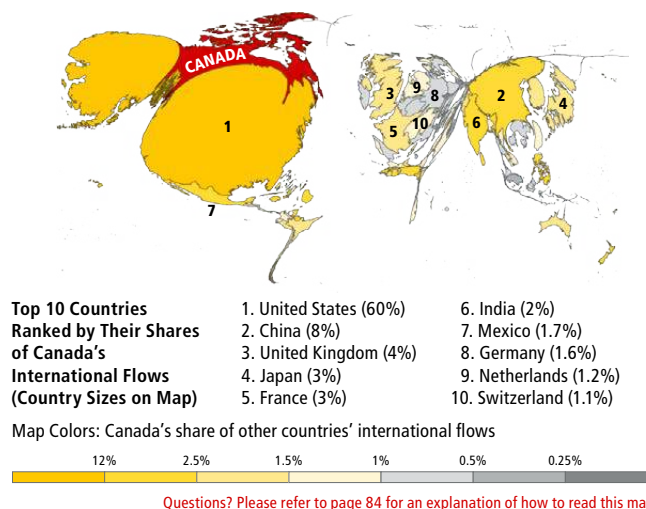 CANADA
1
2
3
4
5
6
7
8
9
10
Top 10 Countries
Ranked by Their Shares
of Canada's
International Flows
(Country Sizes on Map)
1. United States (60%)
2. China (8%)
3. United Kingdom (4%)
4. Japan (3%)
5. France (3%)
6. India (2%)
7. Mexico (1.7%)
8. Germany (1.6%)
9. Netherlands (1.2%)
10. Switzerland (1.1%)
Map Colors: Canada's share of other countries' international flows
12% 2.5% 1.5% 1% 0.5% 0.25%
Questions? Please refer to page 84 for an explanation of how to read this ma